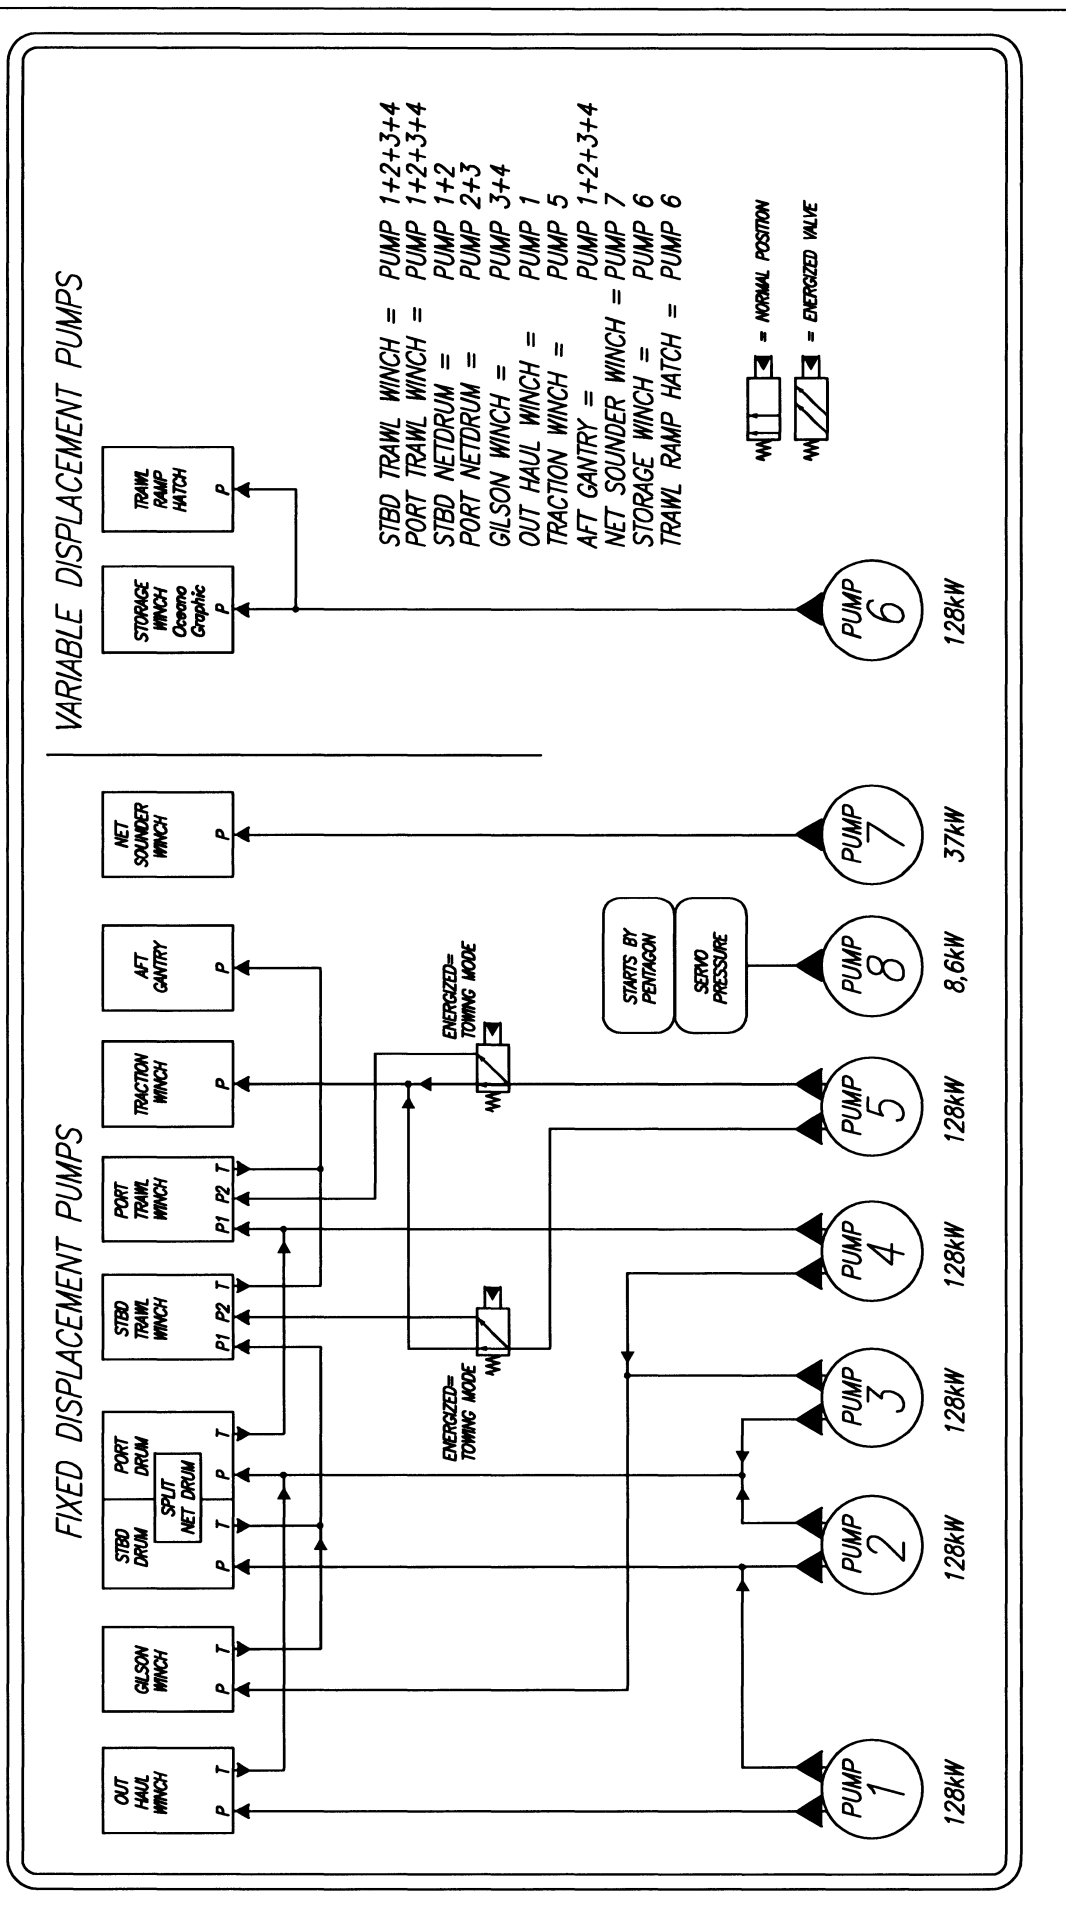 FIXED DISPLACEMENT PUMPS
VARIABLE DISPLACEMENT PUMPS
OUT
HAUL
WINCH
P
T
GILSON
WINCH
P
T
STBD
DRUM
PORT
DRUM
SPLIT
NET DRUM
P
T
P
T
STBD
TRAWL
WINCH
P1
P2
T
PORT
TRAWL
WINCH
P1
P2
T
TRACTION
WINCH
P
AFT
GANTRY
P
NET
SOUNDER
WINCH
P
STORAGE
WINCH
Oceano
Graphic
P
TRAWL
RAMP
HATCH
P
ENERGIZED=
TOWING MODE
ENERGIZED=
TOWING MODE
STBD TRAWL WINCH = PUMP 1+2+3+4
PORT TRAWL WINCH = PUMP 1+2+3+4
STBD NETDRUM = PUMP 1+2
PORT NETDRUM = PUMP 2+3
GILSON WINCH = PUMP 3+4
OUT HAUL WINCH = PUMP 1
TRACTION WINCH = PUMP 5
AFT GANTRY = PUMP 1+2+3+4
NET SOUNDER WINCH = PUMP 7
STORAGE WINCH = PUMP 6
TRAWL RAMP HATCH = PUMP 6
= NORMAL POSITION
= ENERGIZED VALVE
STARTS BY
PENTAGON
SERVO
PRESSURE
PUMP
1
128kW
PUMP
2
128kW
PUMP
3
128kW
PUMP
4
128kW
PUMP
5
128kW
PUMP
8
8,6kW
PUMP
7
37kW
PUMP
6
128kW